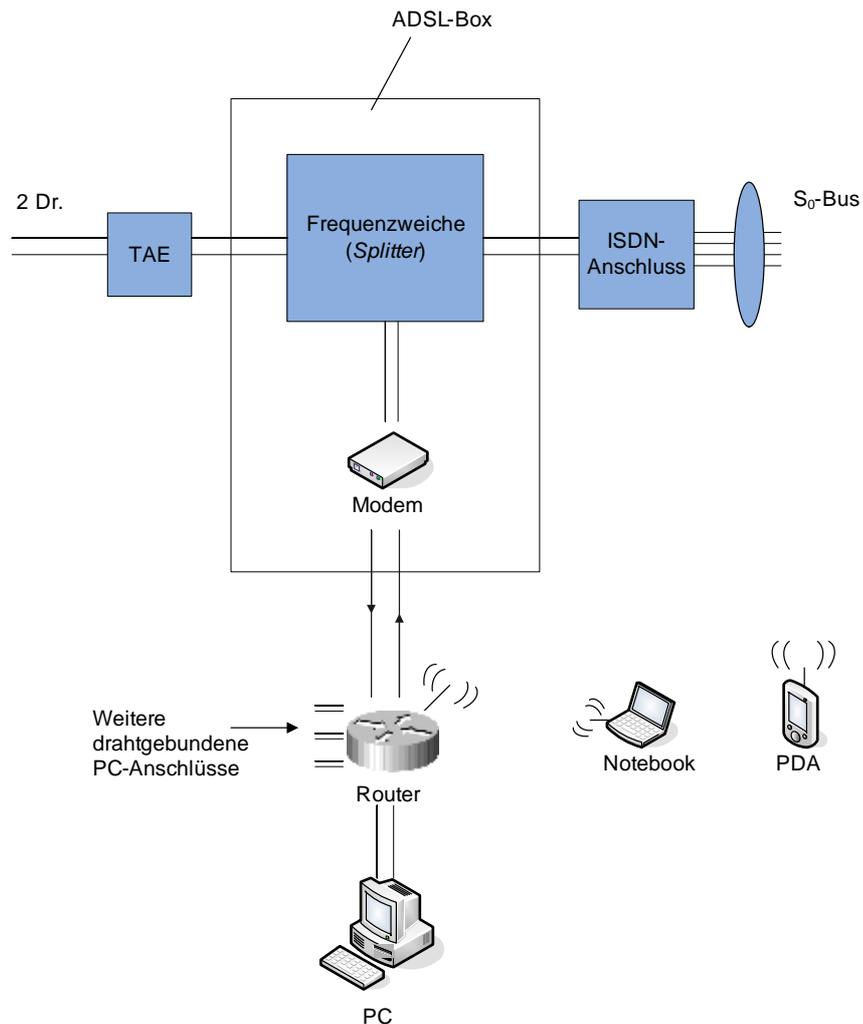 ADSL-Box
2 Dr.
TAE
Frequenzweiche
(Splitter)
ISDN-
Anschluss
S₀-Bus
Modem
Weitere
drahtgebundene
PC-Anschlüsse
Router
Notebook
PDA
PC